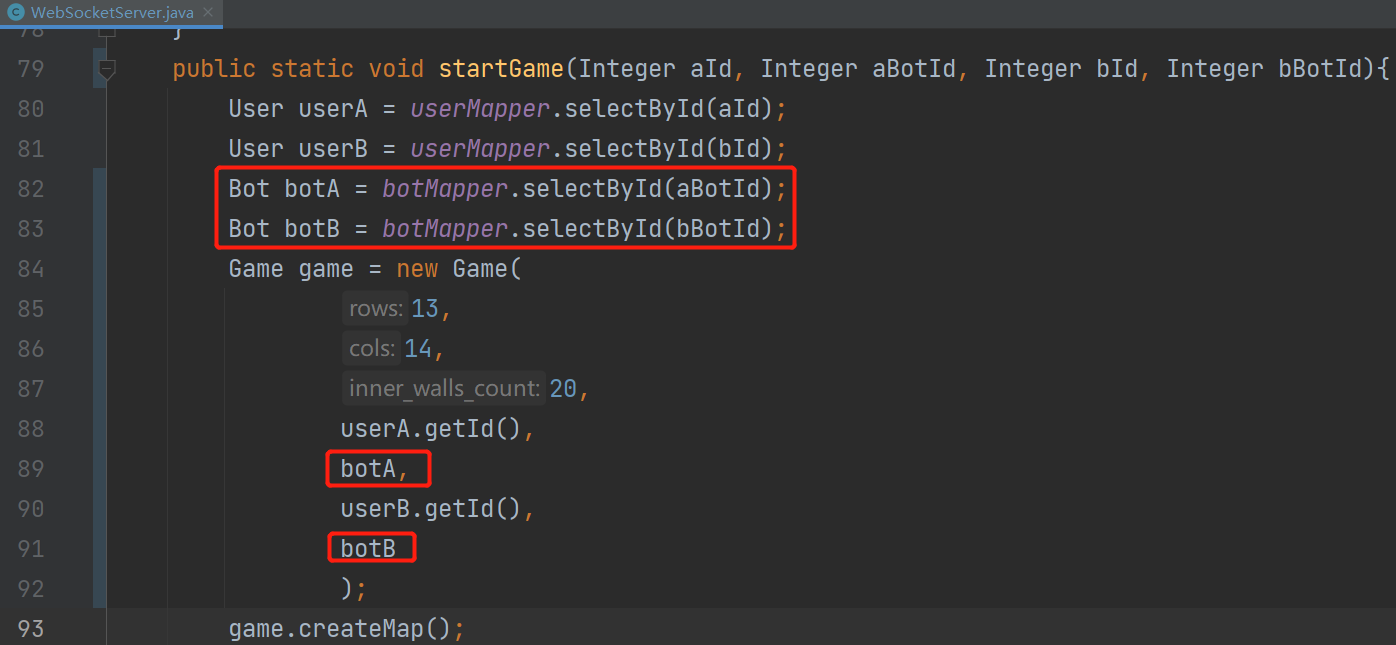 WebSocketServer.java
78 }
79 public static void startGame(Integer aId, Integer aBotId, Integer bId, Integer bBotId){
80 User userA = userMapper.selectById(aId);
81 User userB = userMapper.selectById(bId);
82 Bot botA = botMapper.selectById(aBotId);
83 Bot botB = botMapper.selectById(bBotId);
84 Game game = new Game(
85 rows: 13,
86 cols: 14,
87 inner_walls_count: 20,
88 userA.getId(),
89 botA,
90 userB.getId(),
91 botB
92 );
93 game.createMap();